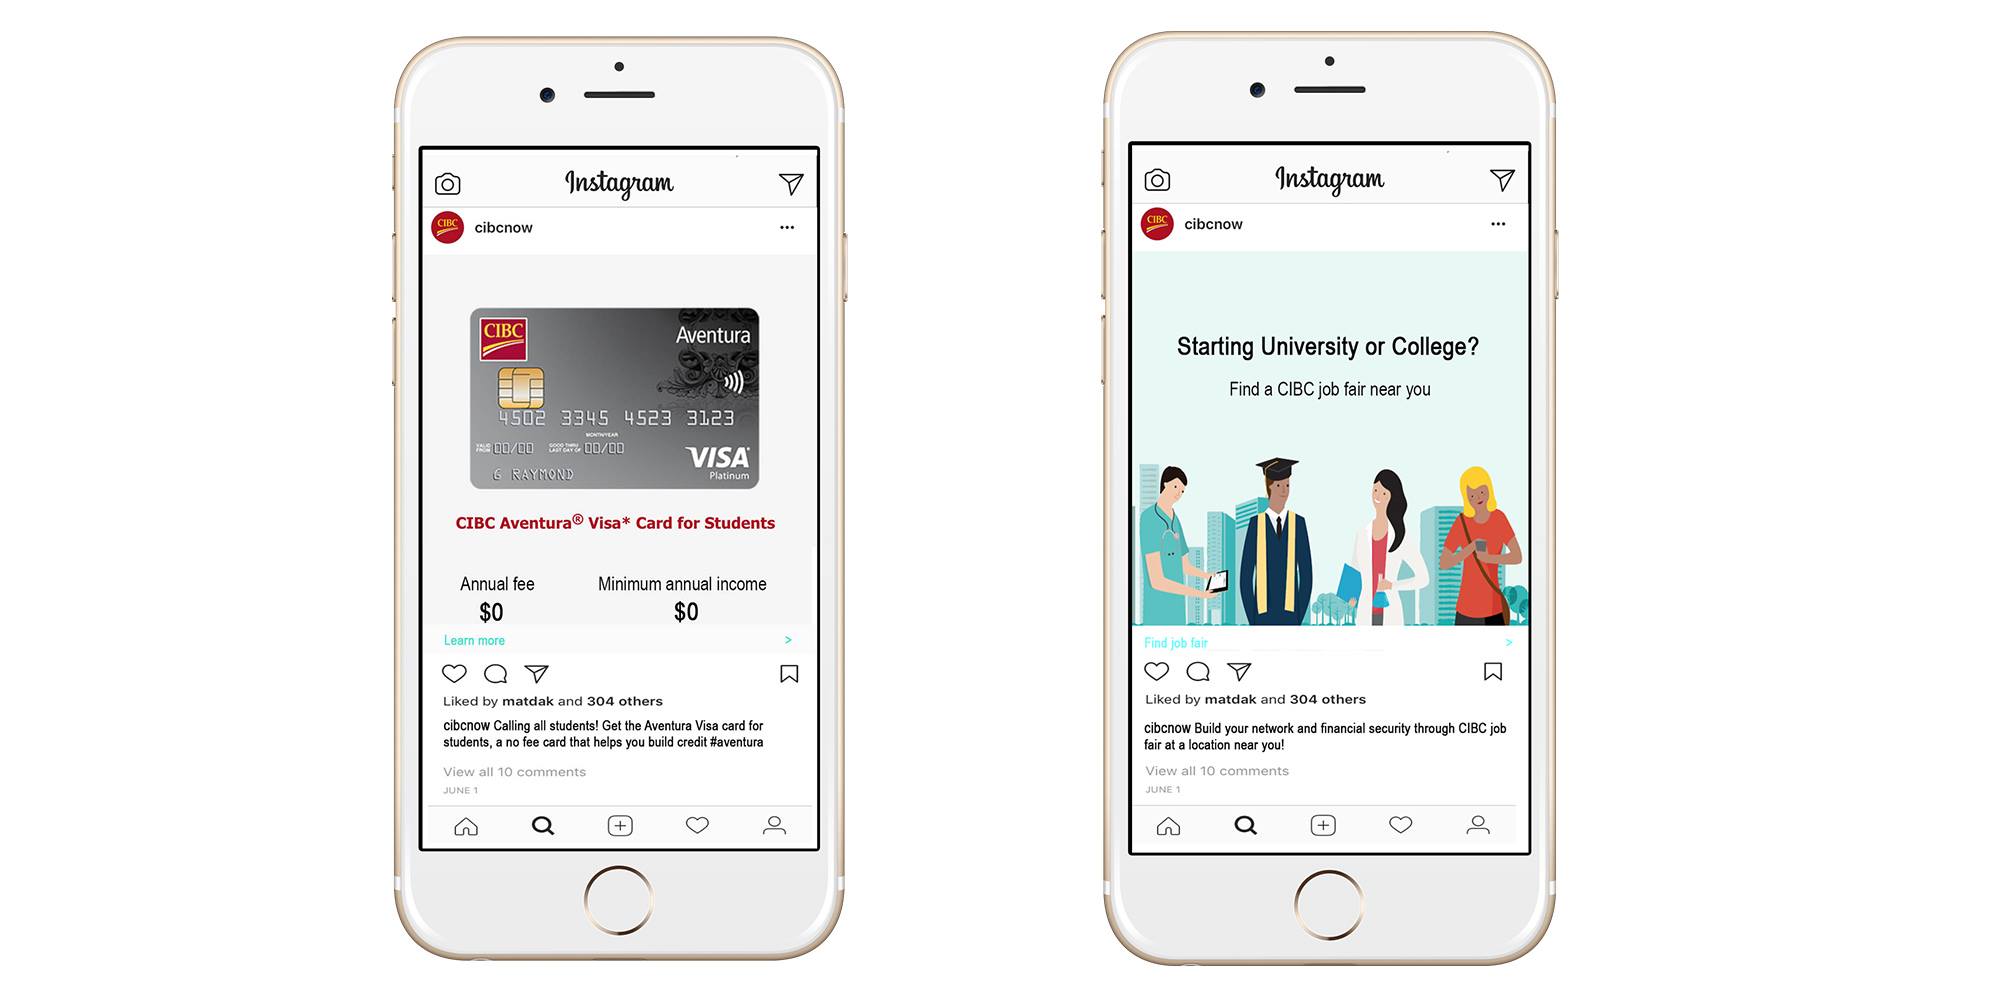 Instagram
CIBC
cibcnow
CIBC
Aventura
4502 3345 4523 3123
MONTH/YEAR
VALID FROM 00/00 GOOD THRU LAST DAY OF 00/00
G RAYMOND
VISA
Platinum
CIBC Aventura® Visa* Card for Students
Annual fee Minimum annual income
$0 $0
Learn more >
Liked by matdak and 304 others
cibcnow Calling all students! Get the Aventura Visa card for
students, a no fee card that helps you build credit #aventura
View all 10 comments
JUNE 1
Instagram
CIBC
cibcnow
Starting University or College?
Find a CIBC job fair near you
Find job fair >
Liked by matdak and 304 others
cibcnow Build your network and financial security through CIBC job
fair at a location near you!
View all 10 comments
JUNE 1